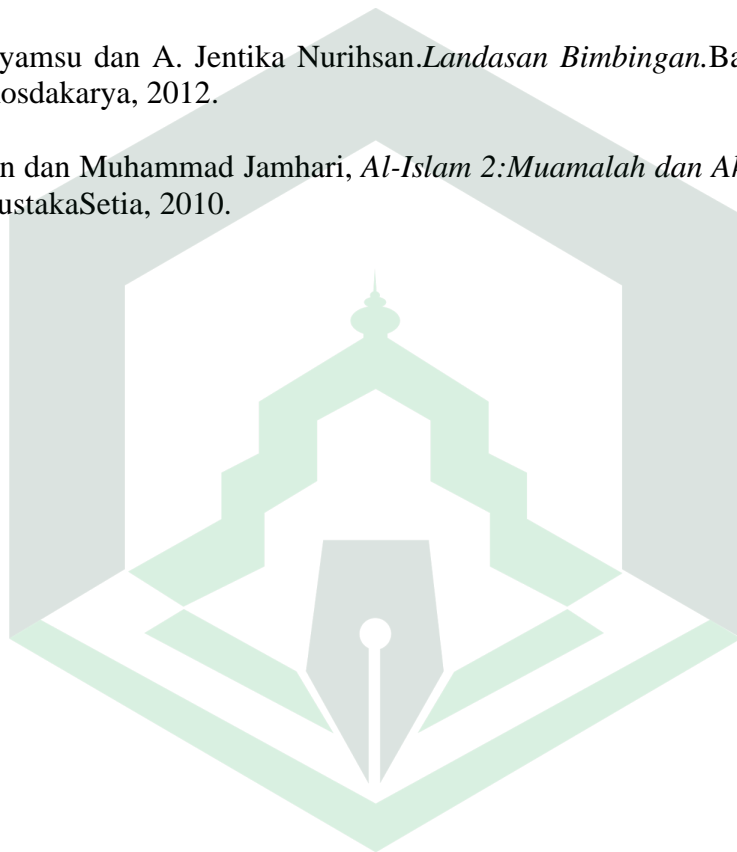 yamsu dan A. Jentika Nurihsan.Landasan Bimbingan.Ba
osdakarya, 2012.
n dan Muhammad Jamhari, Al-Islam 2:Muamalah dan Ak
ustakaSetia, 2010.